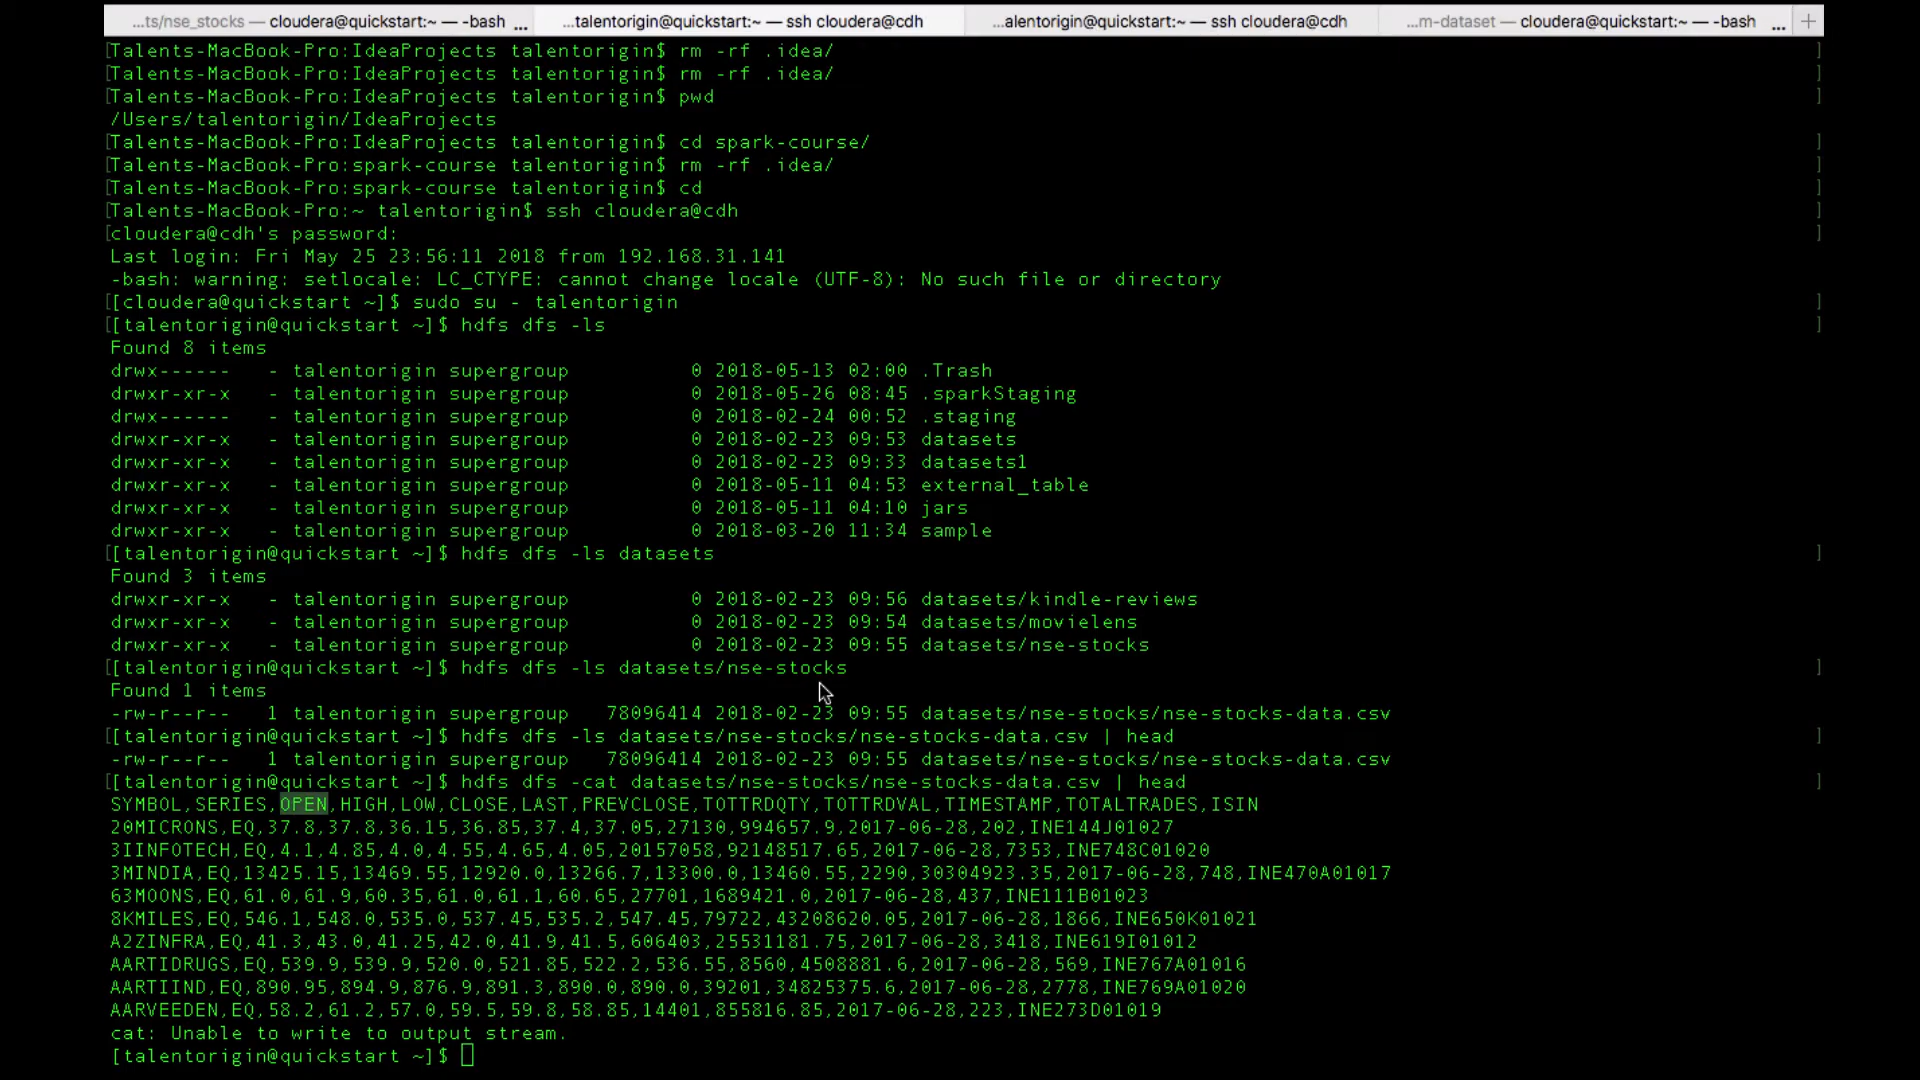 ...ts/nse_stocks — cloudera@quickstart:~ — -bash ... ...talentorigin@quickstart:~ — ssh cloudera@cdh ...alentorigin@quickstart:~ — ssh cloudera@cdh ...m-dataset — cloudera@quickstart:~ — -bash ... +
[Talents-MacBook-Pro:IdeaProjects talentorigin$ rm -rf .idea/ ]
[Talents-MacBook-Pro:IdeaProjects talentorigin$ rm -rf .idea/ ]
[Talents-MacBook-Pro:IdeaProjects talentorigin$ pwd ]
/Users/talentorigin/IdeaProjects
[Talents-MacBook-Pro:IdeaProjects talentorigin$ cd spark-course/ ]
[Talents-MacBook-Pro:spark-course talentorigin$ rm -rf .idea/ ]
[Talents-MacBook-Pro:spark-course talentorigin$ cd ]
[Talents-MacBook-Pro:~ talentorigin$ ssh cloudera@cdh ]
[cloudera@cdh's password: ]
Last login: Fri May 25 23:56:11 2018 from 192.168.31.141
-bash: warning: setlocale: LC_CTYPE: cannot change locale (UTF-8): No such file or directory
[[cloudera@quickstart ~]$ sudo su - talentorigin ]
[[talentorigin@quickstart ~]$ hdfs dfs -ls ]
Found 8 items
drwx------   - talentorigin supergroup          0 2018-05-13 02:00 .Trash
drwxr-xr-x   - talentorigin supergroup          0 2018-05-26 08:45 .sparkStaging
drwx------   - talentorigin supergroup          0 2018-02-24 00:52 .staging
drwxr-xr-x   - talentorigin supergroup          0 2018-02-23 09:53 datasets
drwxr-xr-x   - talentorigin supergroup          0 2018-02-23 09:33 datasets1
drwxr-xr-x   - talentorigin supergroup          0 2018-05-11 04:53 external_table
drwxr-xr-x   - talentorigin supergroup          0 2018-05-11 04:10 jars
drwxr-xr-x   - talentorigin supergroup          0 2018-03-20 11:34 sample
[[talentorigin@quickstart ~]$ hdfs dfs -ls datasets ]
Found 3 items
drwxr-xr-x   - talentorigin supergroup          0 2018-02-23 09:56 datasets/kindle-reviews
drwxr-xr-x   - talentorigin supergroup          0 2018-02-23 09:54 datasets/movielens
drwxr-xr-x   - talentorigin supergroup          0 2018-02-23 09:55 datasets/nse-stocks
[[talentorigin@quickstart ~]$ hdfs dfs -ls datasets/nse-stocks ]
Found 1 items
-rw-r--r--   1 talentorigin supergroup   78096414 2018-02-23 09:55 datasets/nse-stocks/nse-stocks-data.csv
[[talentorigin@quickstart ~]$ hdfs dfs -ls datasets/nse-stocks/nse-stocks-data.csv | head ]
-rw-r--r--   1 talentorigin supergroup   78096414 2018-02-23 09:55 datasets/nse-stocks/nse-stocks-data.csv
[[talentorigin@quickstart ~]$ hdfs dfs -cat datasets/nse-stocks/nse-stocks-data.csv | head ]
SYMBOL,SERIES,OPEN,HIGH,LOW,CLOSE,LAST,PREVCLOSE,TOTTRDQTY,TOTTRDVAL,TIMESTAMP,TOTALTRADES,ISIN
20MICRONS,EQ,37.8,37.8,36.15,36.85,37.4,37.05,27130,994657.9,2017-06-28,202,INE144J01027
3IINFOTECH,EQ,4.1,4.85,4.0,4.55,4.65,4.05,20157058,92148517.65,2017-06-28,7353,INE748C01020
3MINDIA,EQ,13425.15,13469.55,12920.0,13266.7,13300.0,13460.55,2290,30304923.35,2017-06-28,748,INE470A01017
63MOONS,EQ,61.0,61.9,60.35,61.0,61.1,60.65,27701,1689421.0,2017-06-28,437,INE111B01023
8KMILES,EQ,546.1,548.0,535.0,537.45,535.2,547.45,79722,43208620.05,2017-06-28,1866,INE650K01021
A2ZINFRA,EQ,41.3,43.0,41.25,42.0,41.9,41.5,606403,25531181.75,2017-06-28,3418,INE619I01012
AARTIDRUGS,EQ,539.9,539.9,520.0,521.85,522.2,536.55,8560,4508881.6,2017-06-28,569,INE767A01016
AARTIIND,EQ,890.95,894.9,876.9,891.3,890.0,890.0,39201,34825375.6,2017-06-28,2778,INE769A01020
AARVEEDEN,EQ,58.2,61.2,57.0,59.5,59.8,58.85,14401,855816.85,2017-06-28,223,INE273D01019
cat: Unable to write to output stream.
[talentorigin@quickstart ~]$